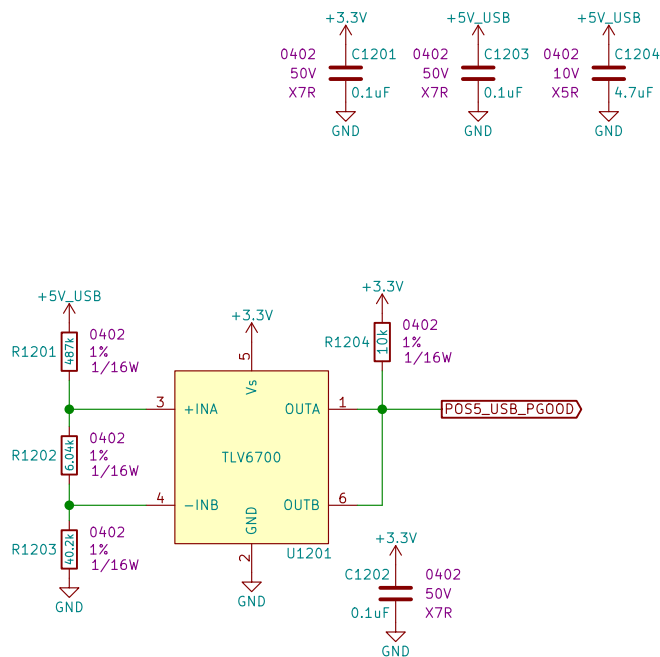 +3.3V
0402
C1201
50V
X7R
0.1uF
GND
+5V_USB
0402
C1203
50V
X7R
0.1uF
GND
+5V_USB
0402
C1204
10V
X5R
4.7uF
GND
+5V_USB
R1201
487k
0402
1%
1/16W
R1202
6.04k
0402
1%
1/16W
R1203
40.2k
0402
1%
1/16W
GND
+3.3V
5
Vs
3
+INA
OUTA
1
TLV6700
4
-INB
OUTB
6
GND
2
U1201
GND
+3.3V
R1204
10k
0402
1%
1/16W
POS5_USB_PGOOD
+3.3V
C1202
0402
50V
0.1uF
X7R
GND